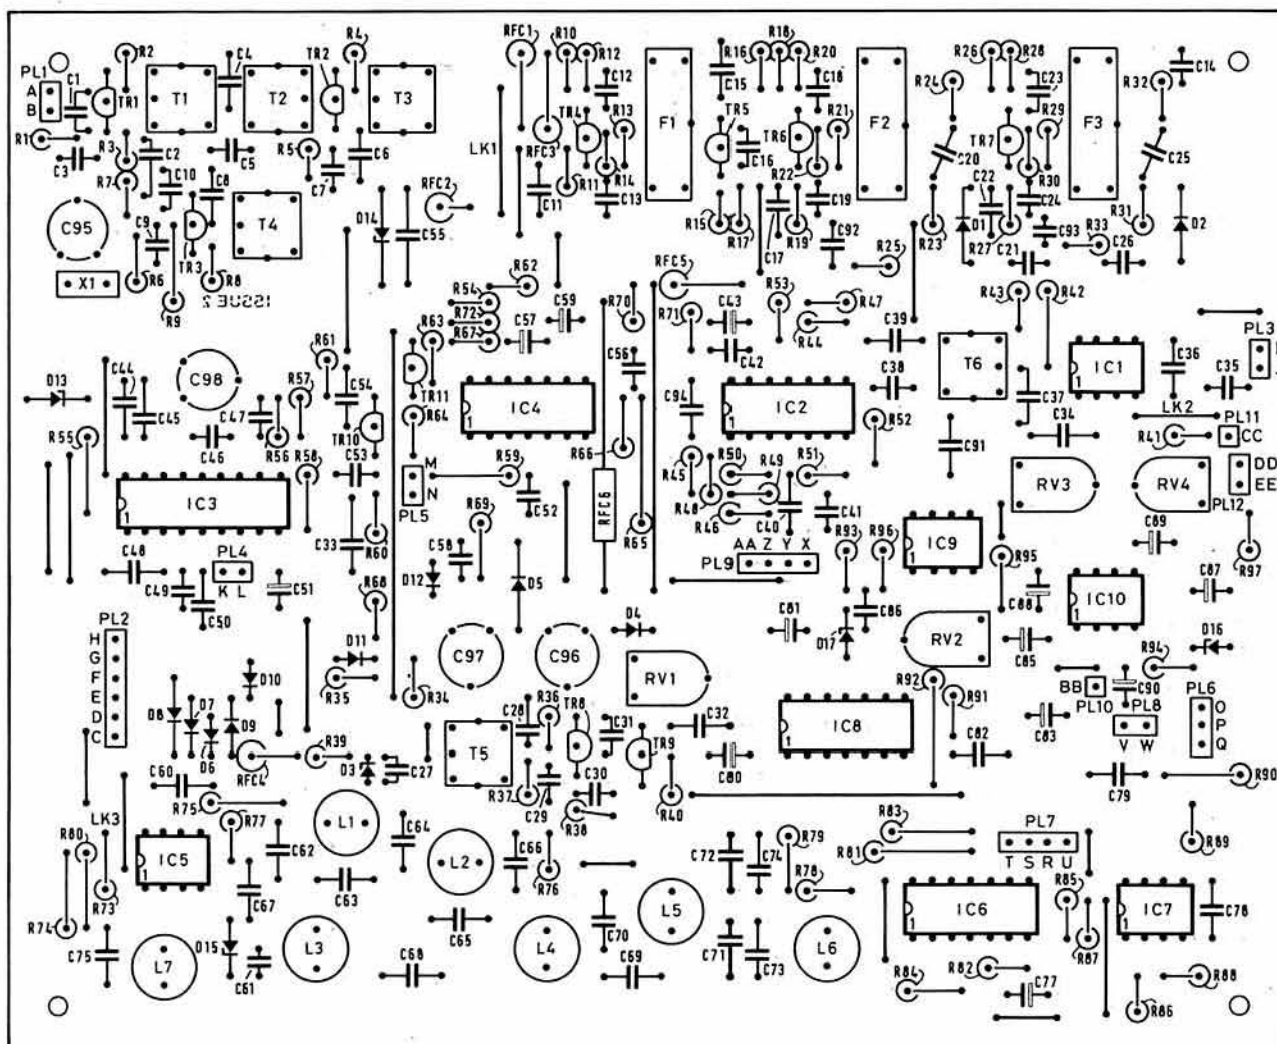 R2 C4 TR2 R4 RFC1 R10 R12 R16 R18 R20 R26 R28
PL1 C1 C12 C15 C18 R24 C23 R32 C14
A B TR1 T1 T2 T3 TR4 R13 F1 TR5 TR6 R21 F2 R29 F3
R1 R3 C2 C5 R5 C6 LK1 RFC3 C16 TR7 C20 C25
C3 R7 C10 C8 C7 R11 R14 R22 C22 R30
C95 C9 TR3 T4 D14 C55 RFC2 C11 C13 R15 R17 C17 R19 C19 C92 R23 D1 R27 C24 C21 C93 R33 R31 D2
X1 R6 R8 R25 C26
R9 ISSUE 2 R62 RFC5
R54 C59 R70 C43 R53 R47 R43 R42
R72 R71 R44
R61 R63 R67 C57 C39 PL3
C56 C42 T6 IC1 C36 C35
D13 C44 C98 R57 C54 TR11 IC4 C94 IC2 C38
1 1 1
C45 C47 R64 R52 C37 C34 LK2 PL11
R55 C46 R56 TR10 R66 C91 R41 CC
R58 C53 M R59 R45 R50 R49 R51 DD
IC3 N RFC6 RV3 RV4 EE
1 PL5 C52 R48 PL12
C33 R69 R46 C40 C41
R60 R65 R93 R96 IC9 C89
C48 PL4 C58 AA Z Y X 1 R95 R97
PL9
C49 K L C51 R68 D12 D5 C88 IC10 C87
C50 C86 1
PL2
H D4 C81 D17 RV2 C85 D16
G D11 C97 C96 R94
F D10 R35 R34 RV1 R92 BB C90 PL6
E D8 D7 R91 PL10 PL8 O
D D9 C28 R36 TR8 C31 C32 IC8 C83 P
C D6 R39 T5 TR9 1 C82 V W Q
RFC4 D3 C27 C80
C60 R37 C30 C79 R90
R75 C29 R38 R40
LK3 R77 L1 C64 R83 PL7
R80 R79
IC5 C62 L2 C66 C72 C74 R81 T S R U R89
1 R76 R78 R85
R73 C67 C63 L5 IC6 IC7 C78
R74 C65 C70 1 1
C75 L7 D15 L3 L4 C71 L6 R87
C61 C68 C69 C73 R84 R82 R88
C77 R86